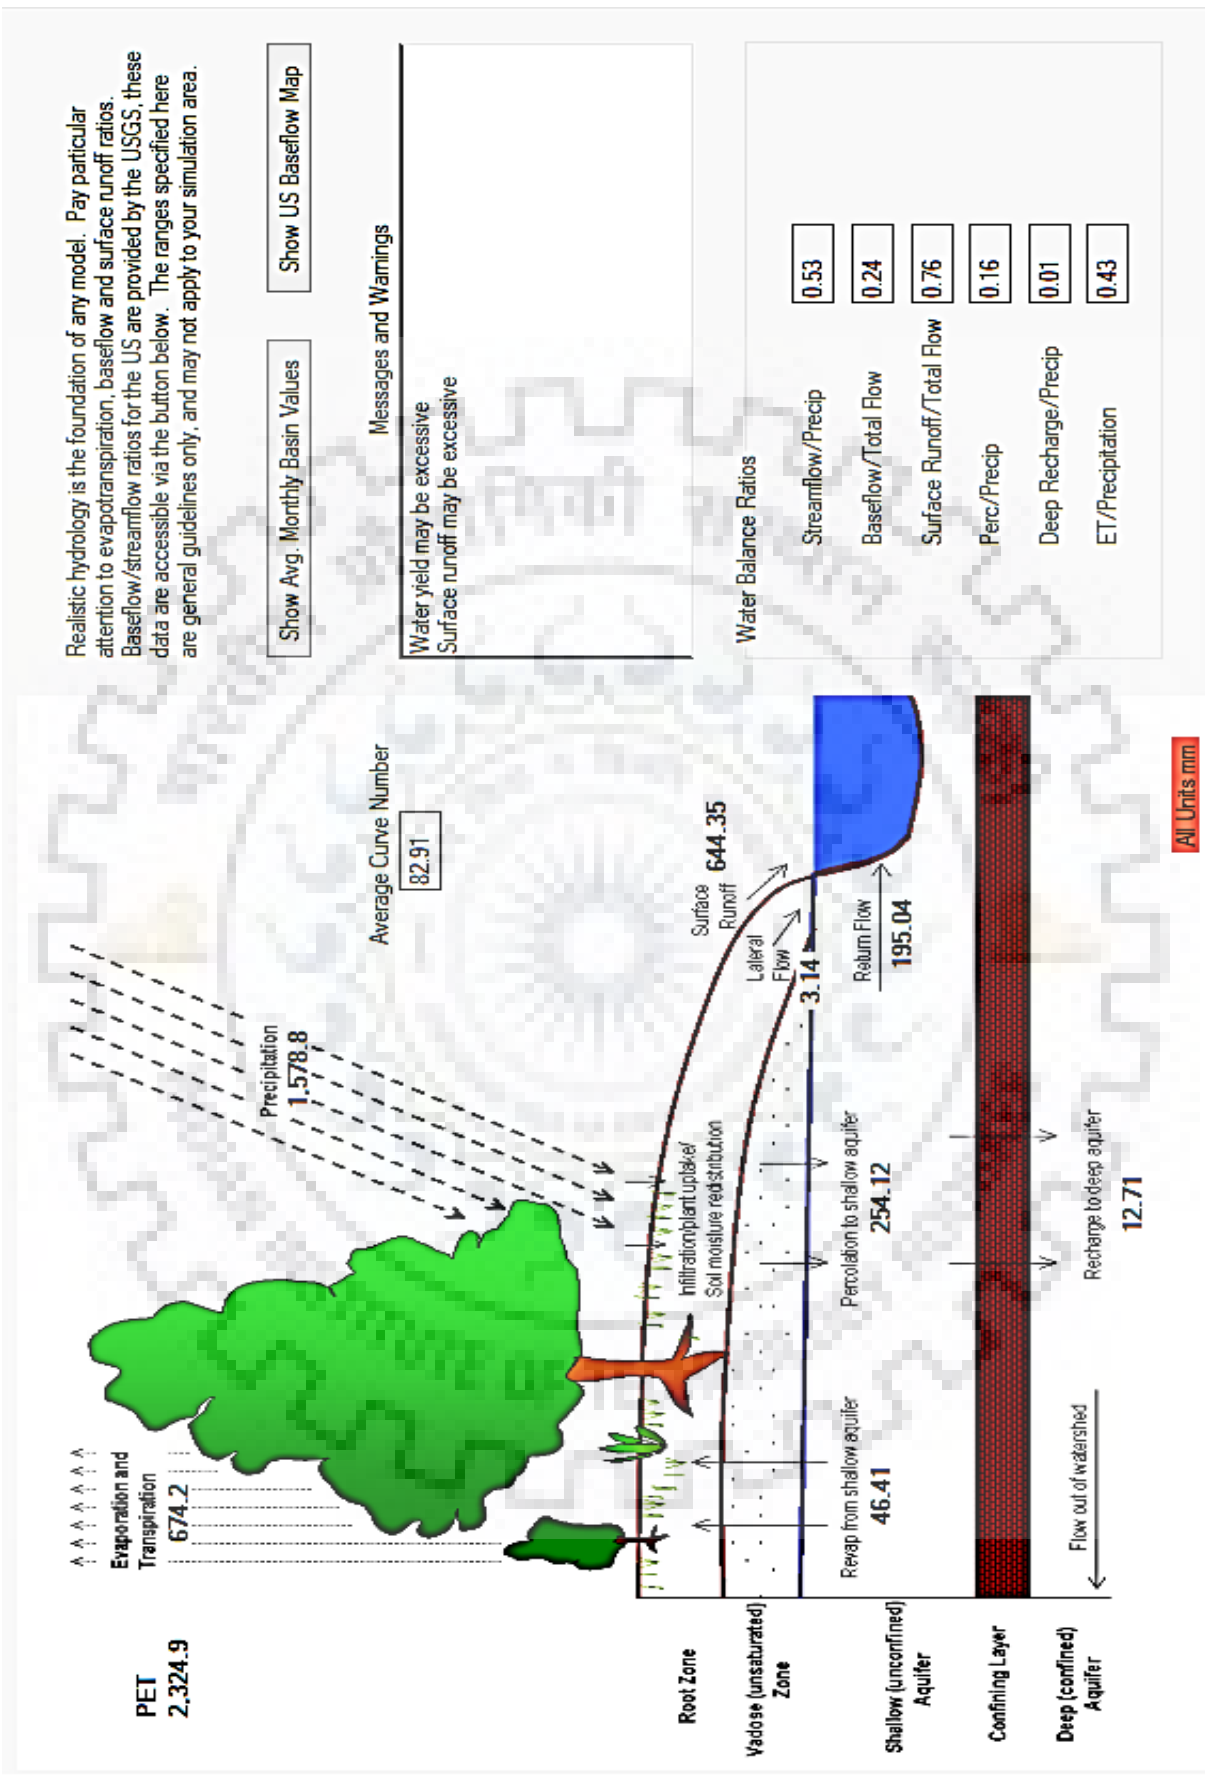 PET
2,324.9
Evaporation and
Transpiration
674.2
Precipitation
1,578.8
Average Curve Number
82.91
Root Zone
Infiltration/plant uptake/
Soil moisture redistribution
Surface
Runoff
644.35
Vadose (unsaturated)
Zone
Lateral
Flow
3.14
Shallow (unconfined)
Aquifer
Revap from shallow aquifer
46.41
Percolation to shallow aquifer
254.12
Return Flow
195.04
Confining Layer
Deep (confined)
Aquifer
Flow out of watershed
Recharge to deep aquifer
12.71
All Units mm
Realistic hydrology is the foundation of any model. Pay particular
attention to evapotranspiration, baseflow and surface runoff ratios.
Baseflow/streamflow ratios for the US are provided by the USGS, these
data are accessible via the button below. The ranges specified here
are general guidelines only, and may not apply to your simulation area.
Show Avg. Monthly Basin Values
Show US Baseflow Map
Messages and Warnings
Water yield may be excessive
Surface runoff may be excessive
Water Balance Ratios
Streamflow/Precip 0.53
Baseflow/Total Flow 0.24
Surface Runoff/Total Flow 0.76
Perc/Precip 0.16
Deep Recharge/Precip 0.01
ET/Precipitation 0.43